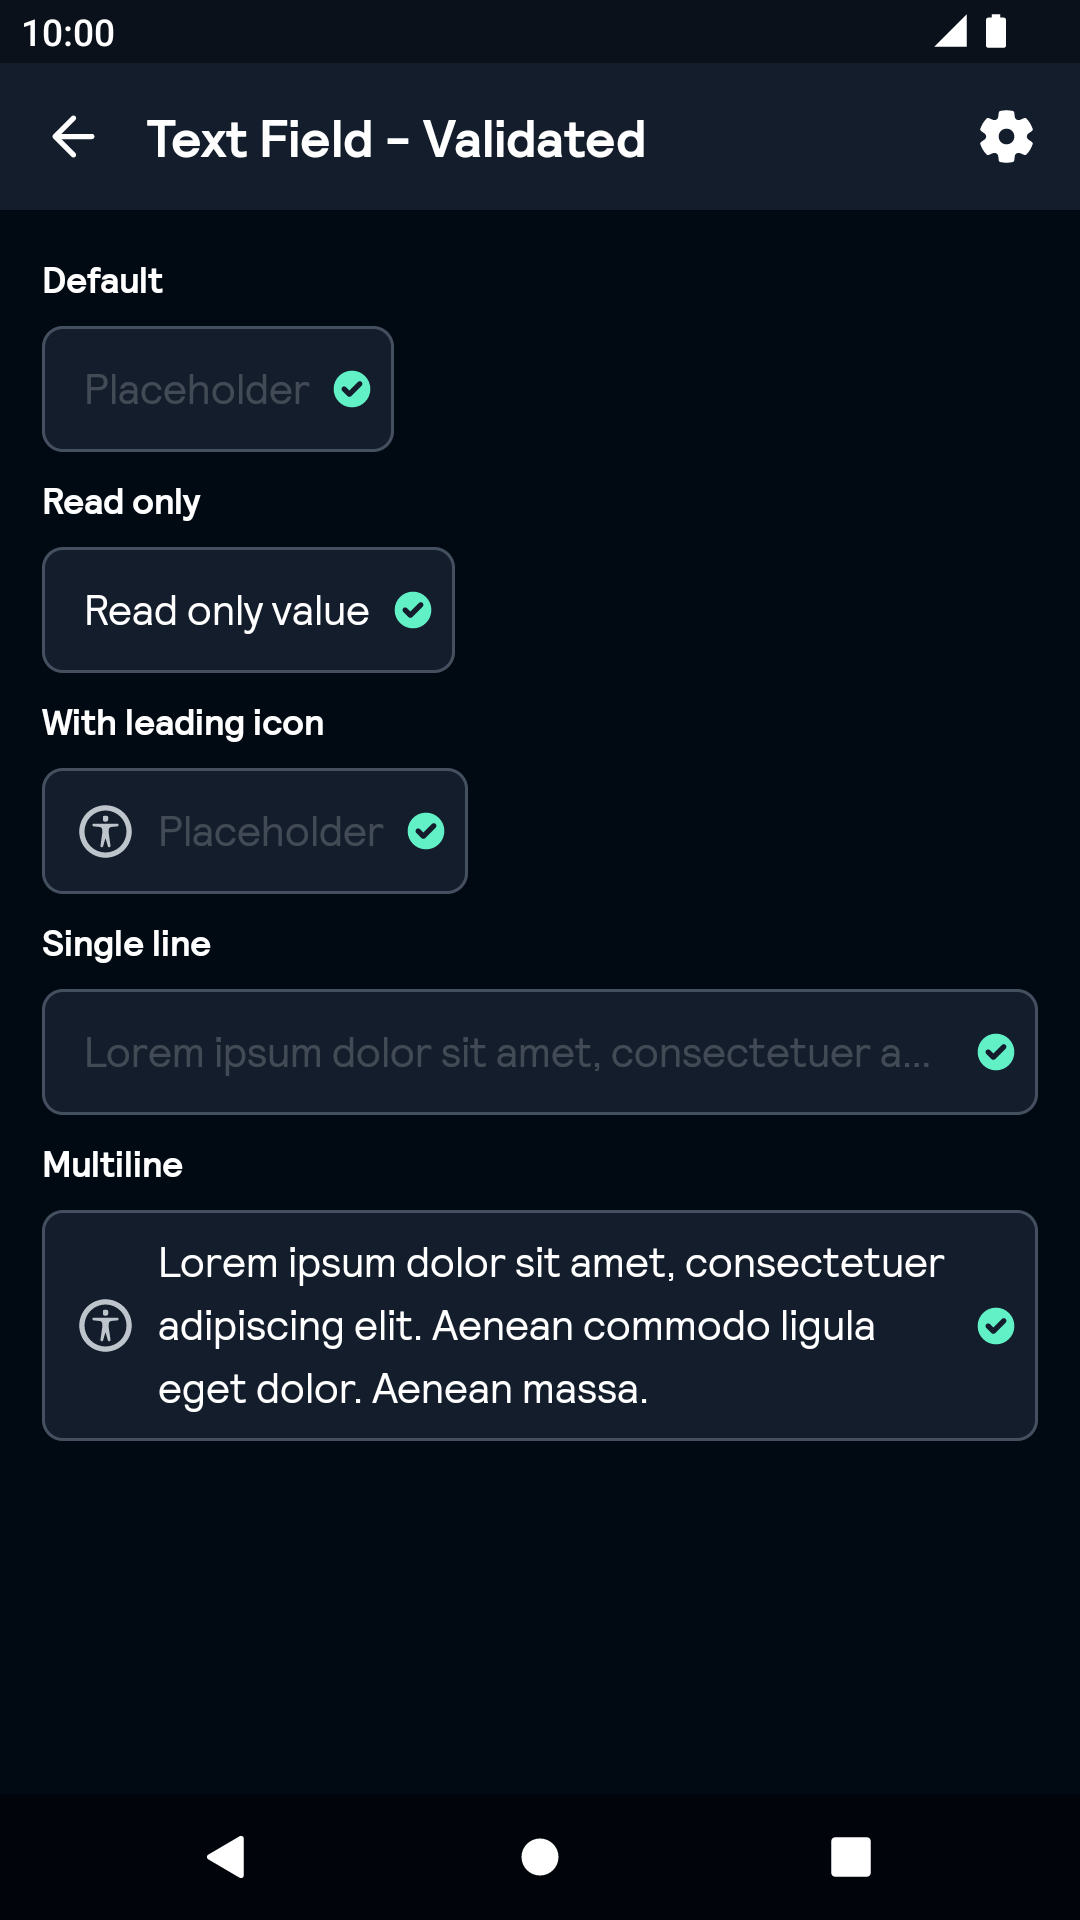 10:00
Text Field - Validated
Default
Placeholder
Read only
Read only value
With leading icon
Placeholder
Single line
Lorem ipsum dolor sit amet, consectetuer a...
Multiline
Lorem ipsum dolor sit amet, consectetuer
adipiscing elit. Aenean commodo ligula
eget dolor. Aenean massa.